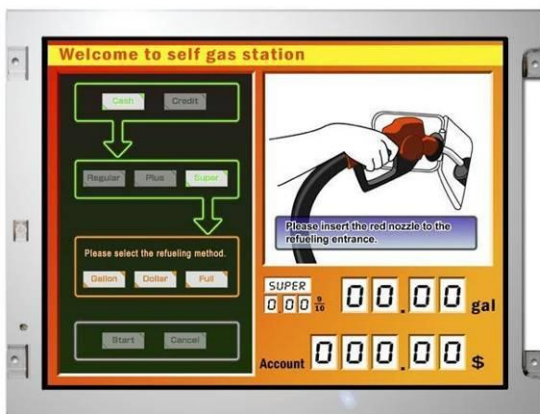 Welcome to self gas station
Cash Credit
Regular Plus Super
Please select the refueling method.
Gallon Dollar Full
Start Cancel
Please insert the red nozzle to the
refueling entrance.
SUPER
0.00 9/10 00.00 gal
Account 000.00 $